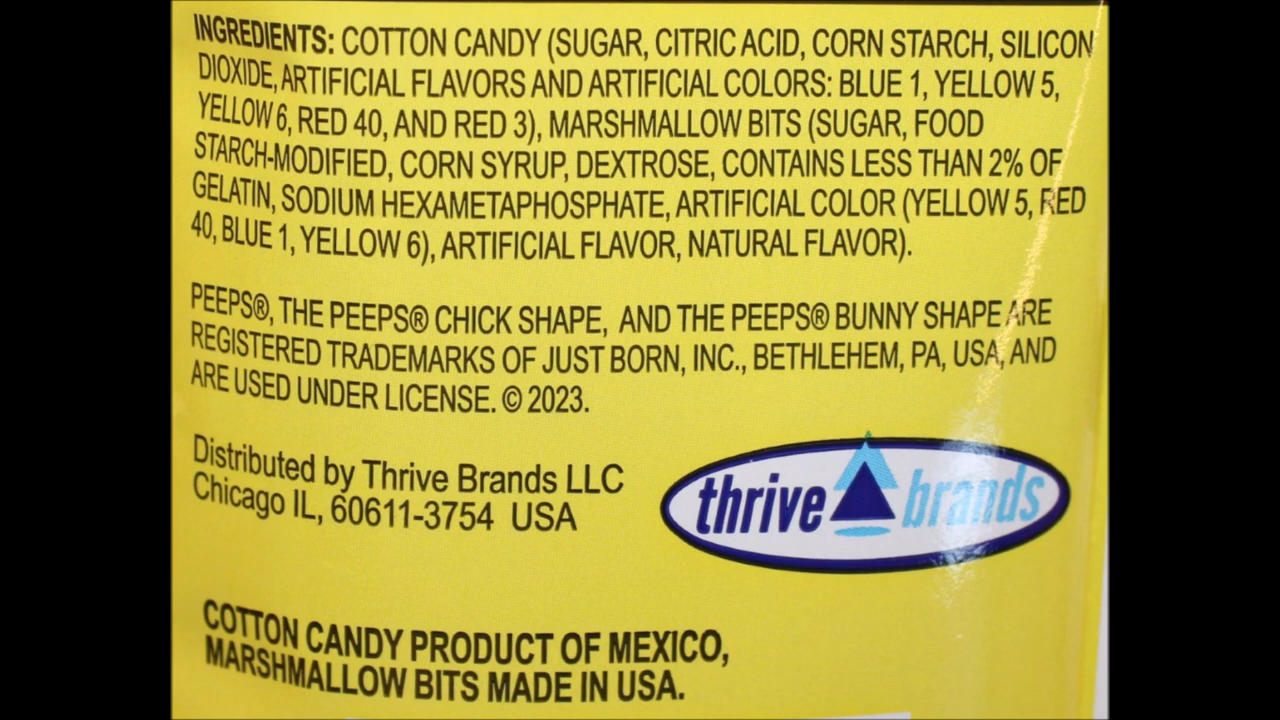 INGREDIENTS: COTTON CANDY (SUGAR, CITRIC ACID, CORN STARCH, SILICON
DIOXIDE, ARTIFICIAL FLAVORS AND ARTIFICIAL COLORS: BLUE 1, YELLOW 5,
YELLOW 6, RED 40, AND RED 3), MARSHMALLOW BITS (SUGAR, FOOD
STARCH-MODIFIED, CORN SYRUP, DEXTROSE, CONTAINS LESS THAN 2% OF
GELATIN, SODIUM HEXAMETAPHOSPHATE, ARTIFICIAL COLOR (YELLOW 5, RED
40, BLUE 1, YELLOW 6), ARTIFICIAL FLAVOR, NATURAL FLAVOR).
PEEPS®, THE PEEPS® CHICK SHAPE, AND THE PEEPS® BUNNY SHAPE ARE
REGISTERED TRADEMARKS OF JUST BORN, INC., BETHLEHEM, PA, USA, AND
ARE USED UNDER LICENSE. © 2023.
Distributed by Thrive Brands LLC
Chicago IL, 60611-3754 USA
thrive brands
COTTON CANDY PRODUCT OF MEXICO,
MARSHMALLOW BITS MADE IN USA.